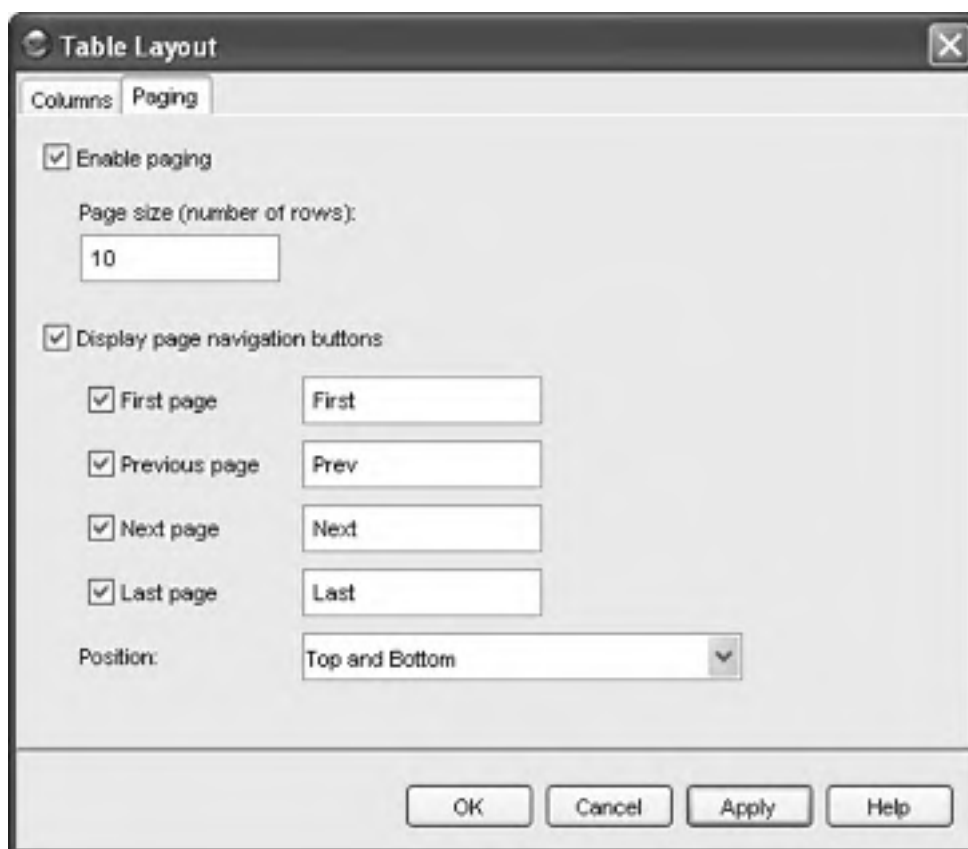 Table Layout
Columns Paging
Enable paging
Page size (number of rows):
10
Display page navigation buttons
First page First
Previous page Prev
Next page Next
Last page Last
Position: Top and Bottom
OK Cancel Apply Help